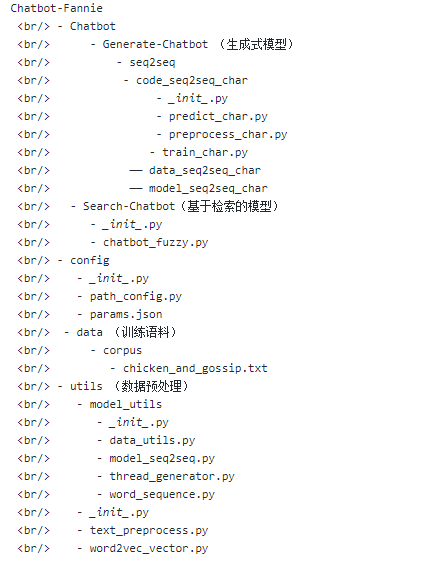 Chatbot-Fannie
<br/> - Chatbot
<br/> - Generate-Chatbot （生成式模型）
<br/> - seq2seq
<br/> - code_seq2seq_char
<br/> - _init_.py
<br/> - predict_char.py
<br/> - preprocess_char.py
<br/> - train_char.py
<br/> —— data_seq2seq_char
<br/> —— model_seq2seq_char
<br/> - Search-Chatbot（基于检索的模型）
<br/> - _init_.py
<br/> - chatbot_fuzzy.py
<br/> - config
<br/> - _init_.py
<br/> - path_config.py
<br/> - params.json
<br/> - data （训练语料）
<br/> - corpus
<br/> - chicken_and_gossip.txt
<br/> - utils （数据预处理）
<br/> - model_utils
<br/> - _init_.py
<br/> - data_utils.py
<br/> - model_seq2seq.py
<br/> - thread_generator.py
<br/> - word_sequence.py
<br/> - _init_.py
<br/> - text_preprocess.py
<br/> - word2vec_vector.py